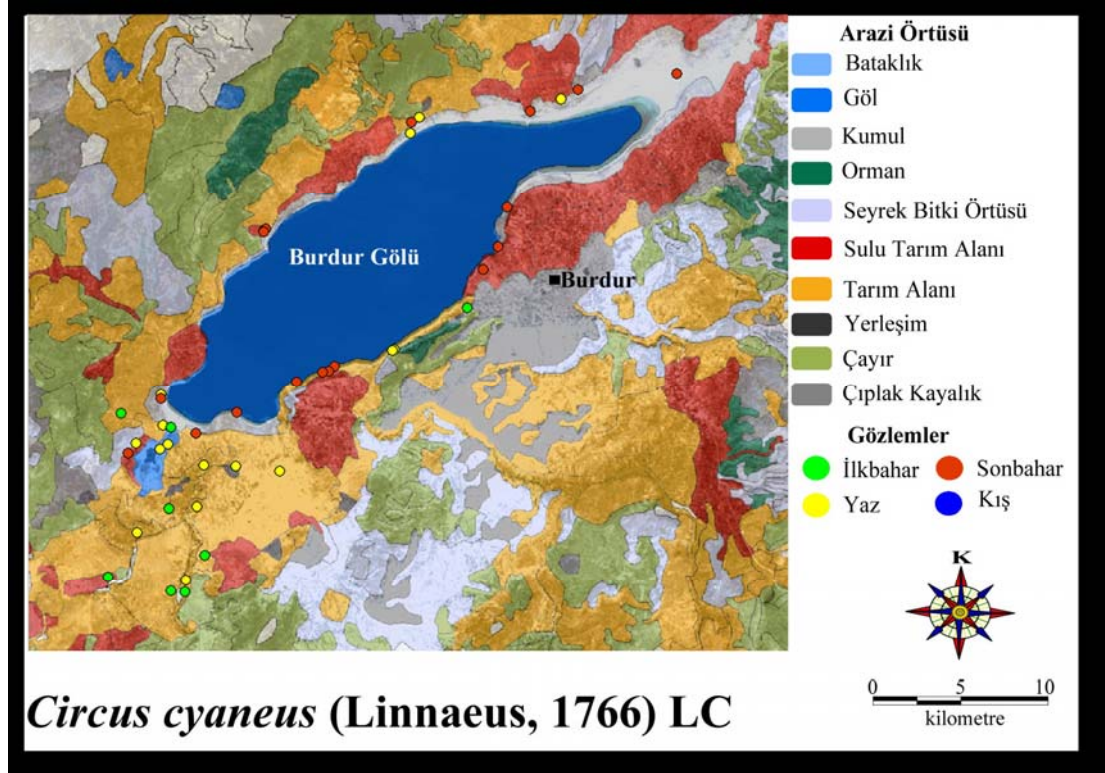 Arazi Örtüsü
Bataklık
Göl
Kumul
Orman
Seyrek Bitki Örtüsü
Sulu Tarım Alanı
Tarım Alanı
Yerleşim
Çayır
Çıplak Kayalık
Gözlemler
İlkbahar
Sonbahar
Yaz
Kış
Burdur Gölü
Burdur
K
0 5 10
kilometre
Circus cyaneus (Linnaeus, 1766) LC